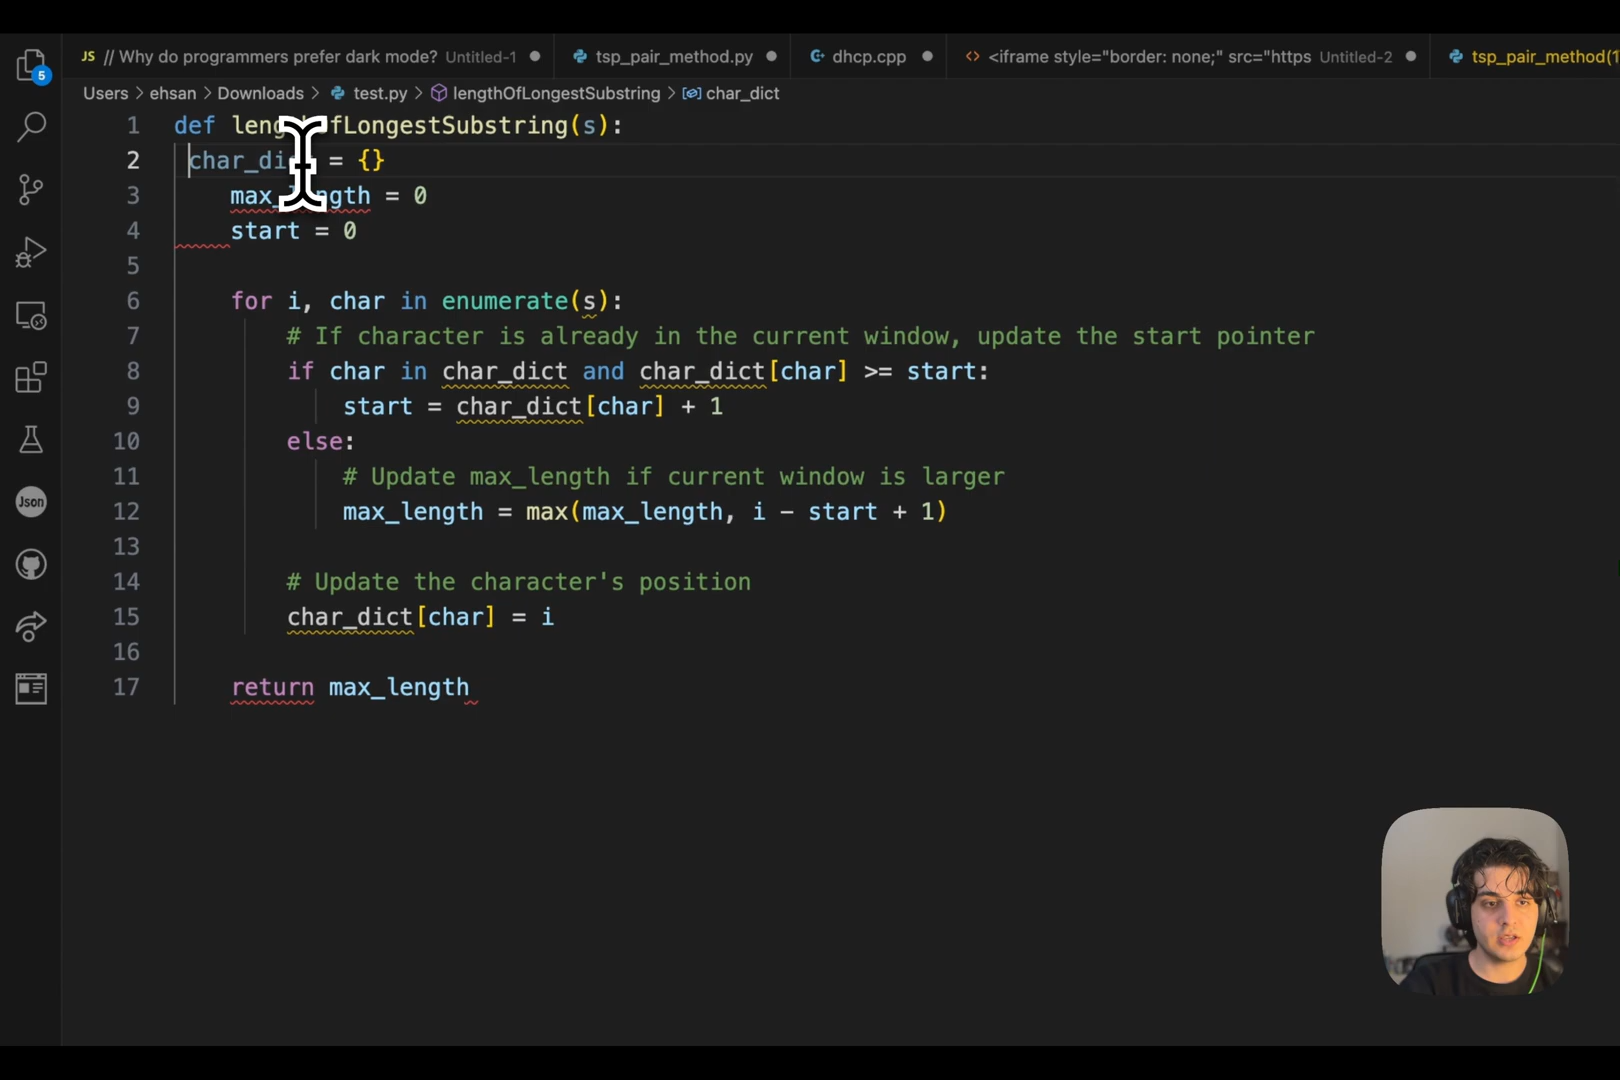 5
JS // Why do programmers prefer dark mode? Untitled-1
tsp_pair_method.py
dhcp.cpp
<iframe style="border: none;" src="https Untitled-2
tsp_pair_method(1
Users > ehsan > Downloads > test.py > lengthOfLongestSubstring > char_dict
1 def lengthOfLongestSubstring(s):
2 char_dict = {}
3 max_length = 0
4 start = 0
5
6 for i, char in enumerate(s):
7 # If character is already in the current window, update the start pointer
8 if char in char_dict and char_dict[char] >= start:
9 start = char_dict[char] + 1
10 else:
11 # Update max_length if current window is larger
12 max_length = max(max_length, i - start + 1)
13
14 # Update the character's position
15 char_dict[char] = i
16
17 return max_length
Json